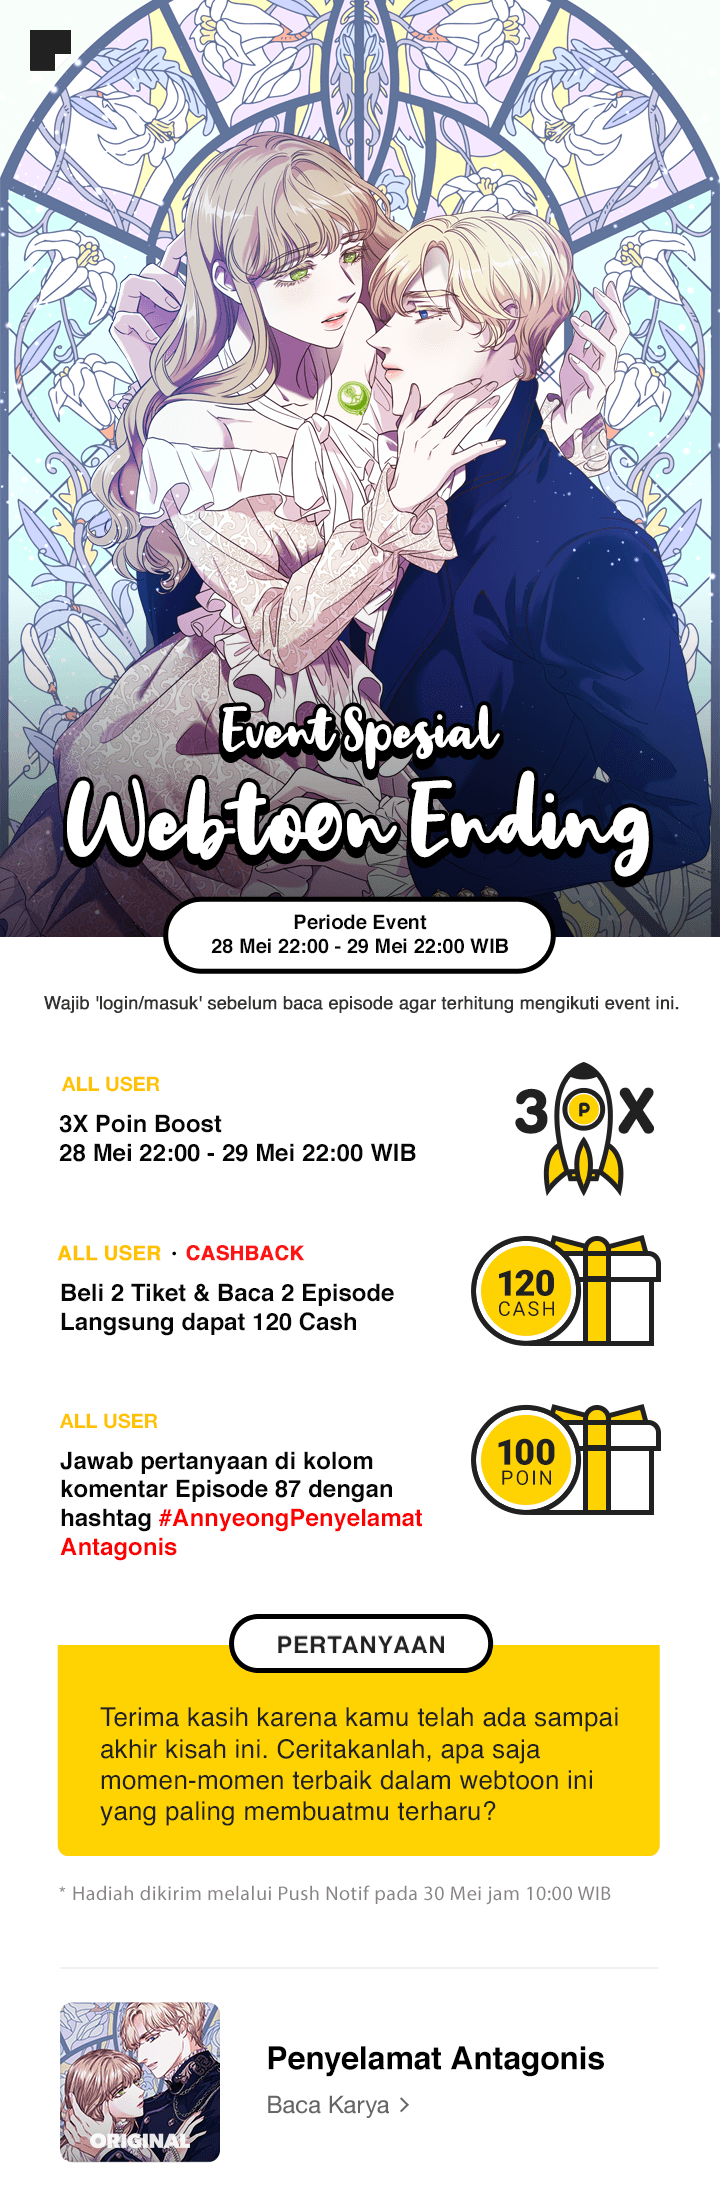 Event Spesial
Webtoon Ending
Periode Event
28 Mei 22:00 - 29 Mei 22:00 WIB
Wajib 'login/masuk' sebelum baca episode agar terhitung mengikuti event ini.
ALL USER
3X Poin Boost
28 Mei 22:00 - 29 Mei 22:00 WIB
3 P X
ALL USER · CASHBACK
Beli 2 Tiket & Baca 2 Episode
Langsung dapat 120 Cash
120
CASH
ALL USER
Jawab pertanyaan di kolom
komentar Episode 87 dengan
hashtag #AnnyeongPenyelamat
Antagonis
100
POIN
PERTANYAAN
Terima kasih karena kamu telah ada sampai
akhir kisah ini. Ceritakanlah, apa saja
momen-momen terbaik dalam webtoon ini
yang paling membuatmu terharu?
* Hadiah dikirim melalui Push Notif pada 30 Mei jam 10:00 WIB
ORIGINAL
Penyelamat Antagonis
Baca Karya >